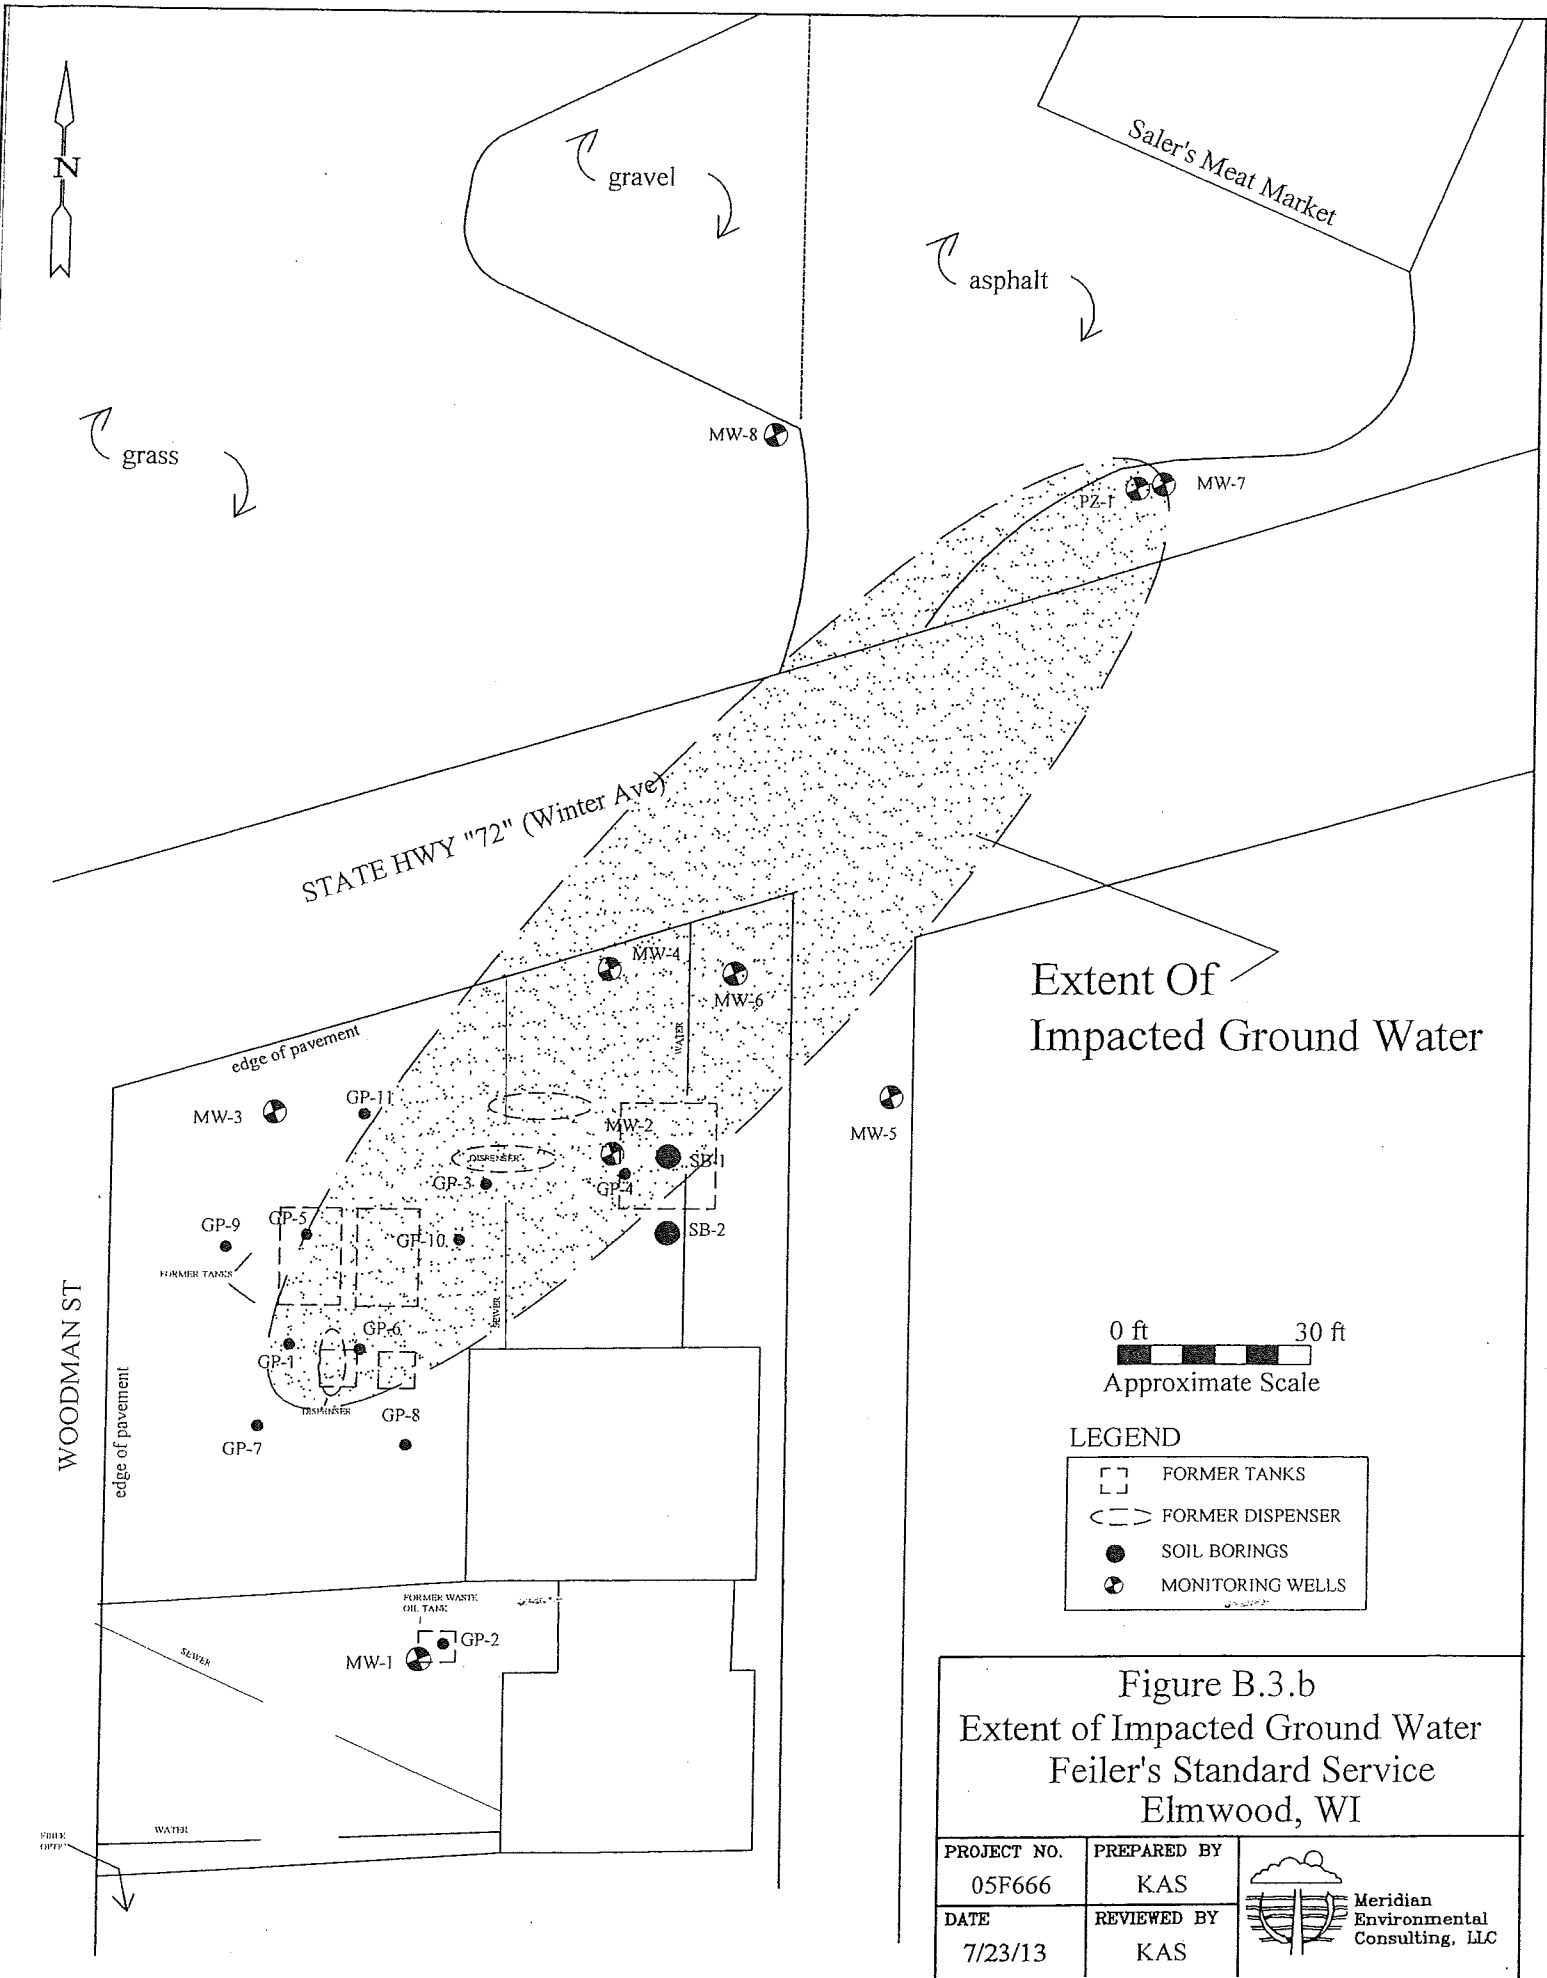 N
gravel
Saler's Meat Market
asphalt
grass
MW-8
PZ-1
MW-7
STATE HWY "72" (Winter Ave)
MW-4
MW-6
Extent Of
Impacted Ground Water
WATER
edge of pavement
MW-3
GP-11
MW-2
MW-5
DISPENSER
SB-1
GP-3
GP-4
GP-9
GP-5
GP-10
SB-2
FORMER TANKS
SEWER
WOODMAN ST
edge of pavement
GP-6
GP-1
DISPENSER
GP-8
GP-7
0 ft 30 ft
Approximate Scale
LEGEND
FORMER TANKS
FORMER DISPENSER
SOIL BORINGS
MONITORING WELLS
FORMER WASTE
OIL TANK
GP-2
MW-1
SEWER
WATER
FIBER
Figure B.3.b
Extent of Impacted Ground Water
Feiler's Standard Service
Elmwood, WI
PROJECT NO. PREPARED BY
05F666 KAS
DATE REVIEWED BY
7/23/13 KAS
Meridian
Environmental
Consulting, LLC